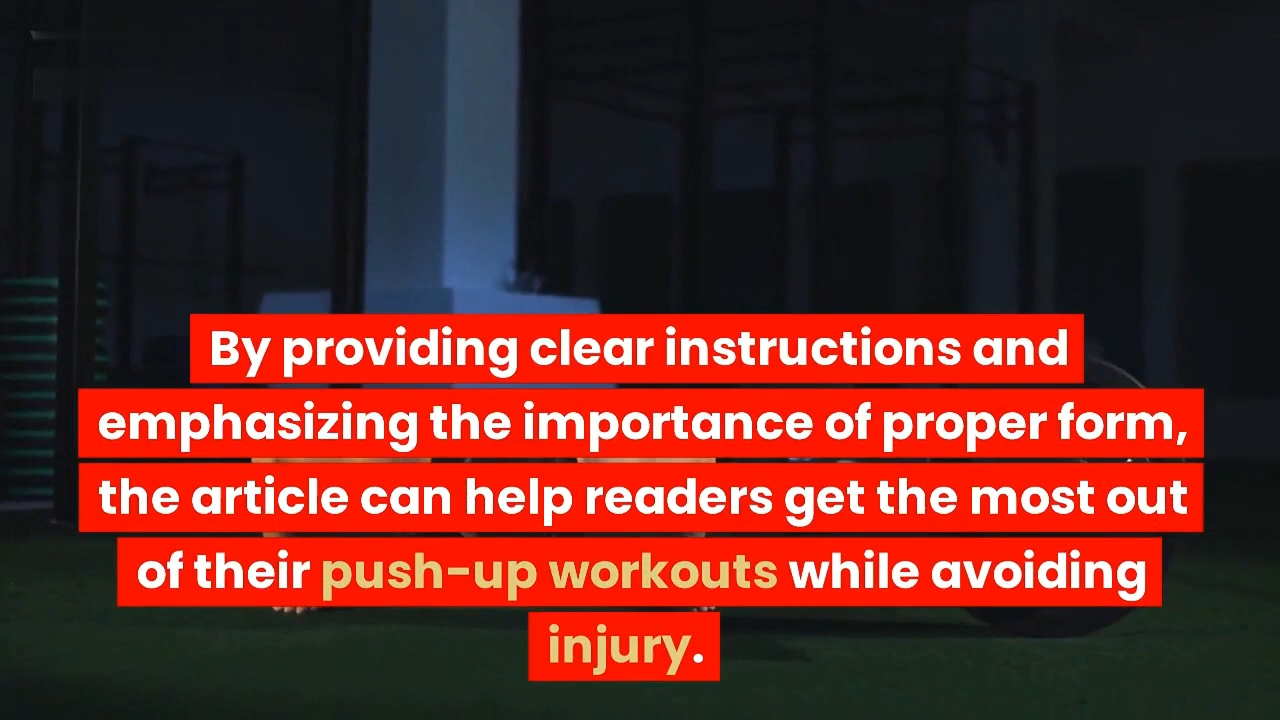 By providing clear instructions and
emphasizing the importance of proper form,
the article can help readers get the most out
of their push-up workouts while avoiding
injury.